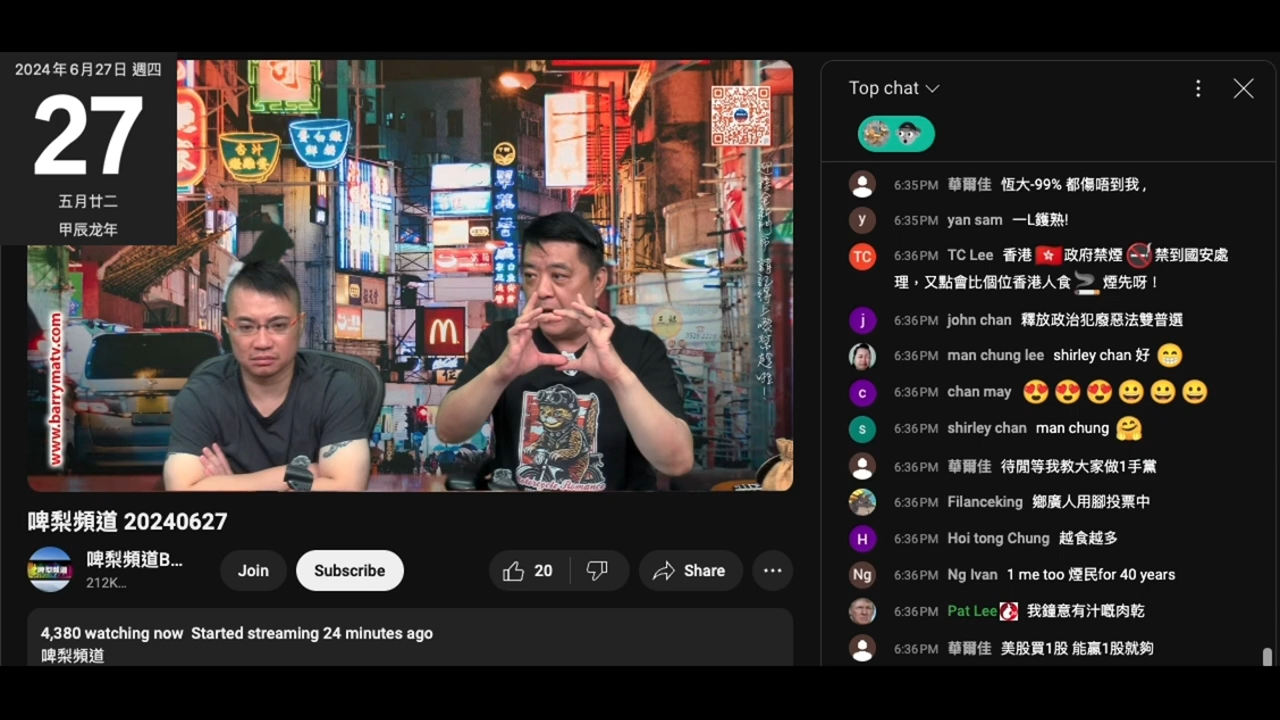 2024年6月27日 週四
27
五月廿二
甲辰龙年
杏汁
鮮奶
www.barrymatv.com
啤梨頻道 20240627
啤梨頻道B...
212K...
Join
Subscribe
20
Share
4,380 watching now Started streaming 24 minutes ago
啤梨頻道
Top chat
6:35PM 華爾佳 恆大-99% 都傷唔到我 ,
6:35PM yan sam 一L鑊熟!
6:36PM TC Lee 香港🇭🇰政府禁煙🚭禁到國安處
理，又點會比個位香港人食🚬煙先呀！
6:36PM john chan 釋放政治犯廢惡法雙普選
6:36PM man chung lee shirley chan 好 😁
6:36PM chan may 😍😍😍😀😀😀
6:36PM shirley chan man chung 🤗
6:36PM 華爾佳 待閒等我教大家做1手黨
6:36PM Filanceking 鄉廣人用腳投票中
6:36PM Hoi tong Chung 越食越多
6:36PM Ng Ivan 1 me too 煙民for 40 years
6:36PM Pat Lee 我鐘意有汁嘅肉乾
6:36PM 華爾佳 美股買1股 能贏1股就夠